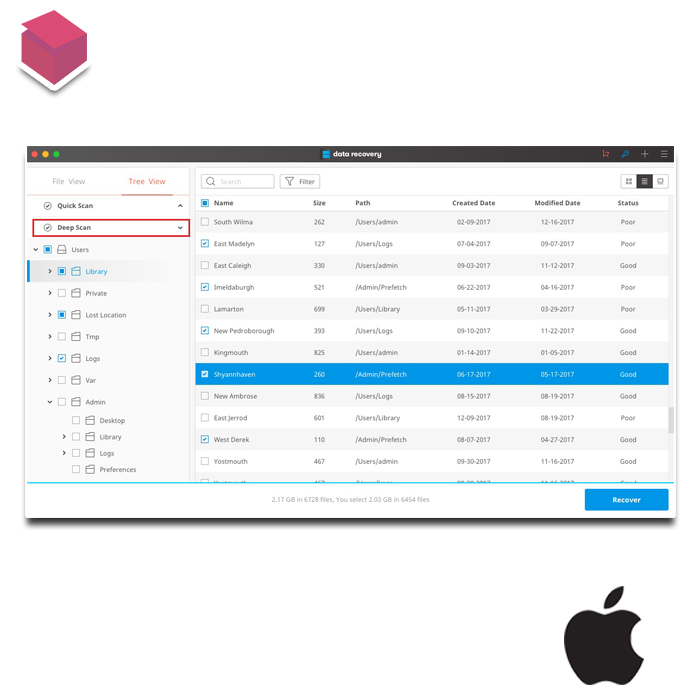 data recovery
File View Tree View
Search Filter
Quick Scan
Deep Scan
Users
Library
Private
Lost Location
Tmp
Logs
Var
Admin
Desktop
Library
Logs
Preferences
Name Size Path Created Date Modified Date Status
South Wilma 262 /Users/admin 02-09-2017 12-16-2017 Poor
East Madelyn 127 /Users/Logs 07-04-2017 09-07-2017 Poor
East Caleigh 330 /Users/admin 09-03-2017 11-12-2017 Good
Imeldaburgh 521 /Admin/Prefetch 06-22-2017 04-16-2017 Poor
Lamarton 699 /Users/Library 05-11-2017 03-29-2017 Poor
New Pedroborough 393 /Users/Logs 09-10-2017 11-22-2017 Good
Kingmouth 825 /Users/admin 01-14-2017 01-05-2017 Good
Shyannhaven 260 /Admin/Prefetch 06-17-2017 05-17-2017 Good
New Ambrose 836 /Users/Logs 08-15-2017 08-19-2017 Good
East Jerrod 601 /Users/Library 12-09-2017 08-19-2017 Poor
West Derek 110 /Admin/Prefetch 08-07-2017 04-27-2017 Good
Yostmouth 467 /Users/admin 09-30-2017 11-16-2017 Good
2.17 GB in 6728 files, You select 2.03 GB in 6454 files
Recover